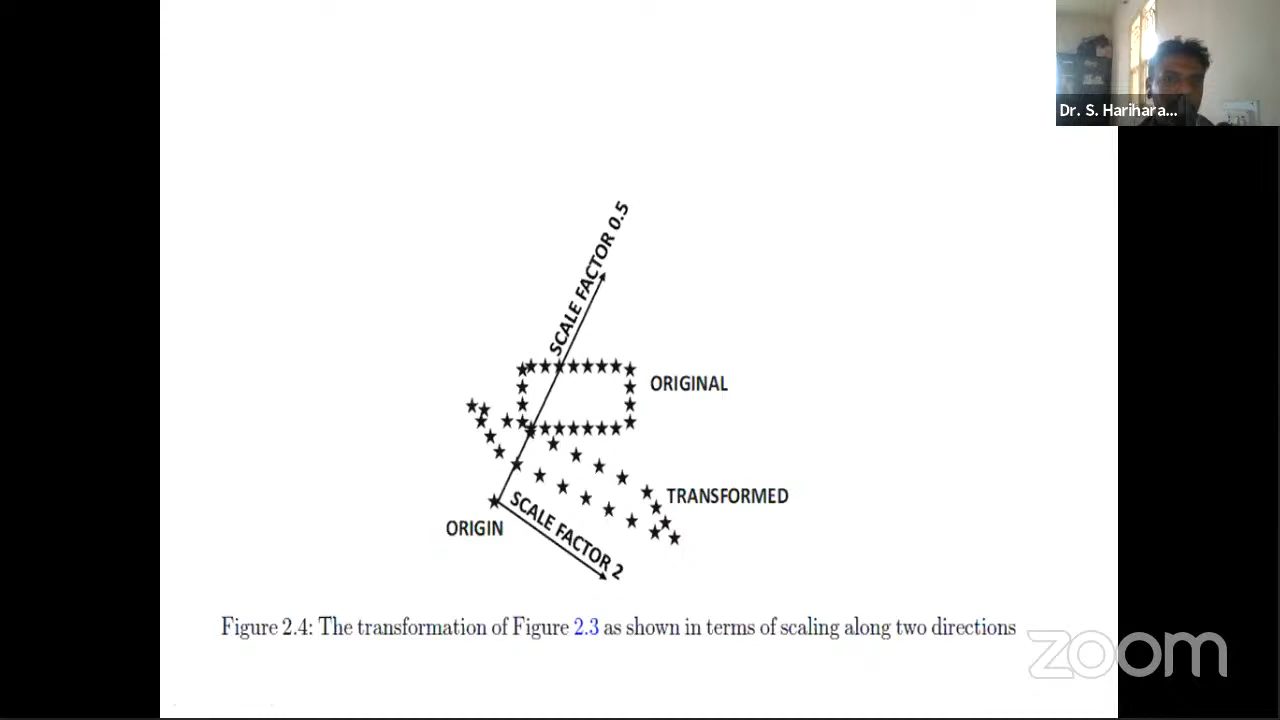 Dr. S. Harihara...
SCALE FACTOR 0.5
ORIGINAL
TRANSFORMED
SCALE FACTOR 2
ORIGIN
Figure 2.4: The transformation of Figure 2.3 as shown in terms of scaling along two directions
zoom